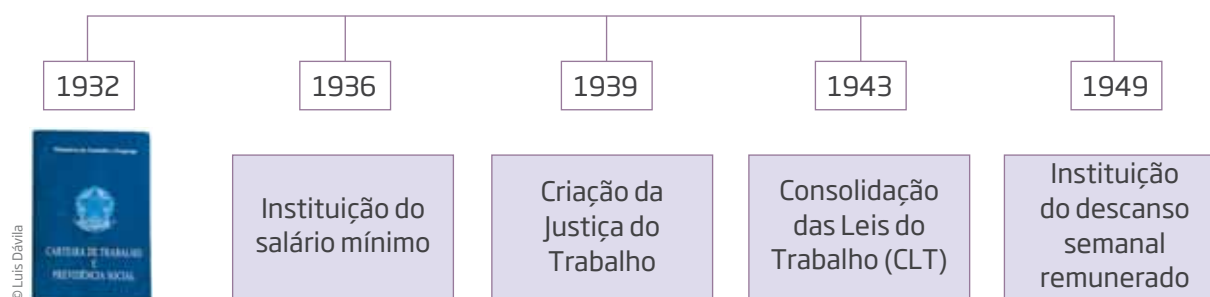 1932
1936
1939
1943
1949
© Luis Dávila
CARTEIRA DE TRABALHO
E
PREVIDÊNCIA SOCIAL
Instituição do
salário mínimo
Criação da
Justiça do
Trabalho
Consolidação
das Leis do
Trabalho (CLT)
Instituição
do descanso
semanal
remunerado